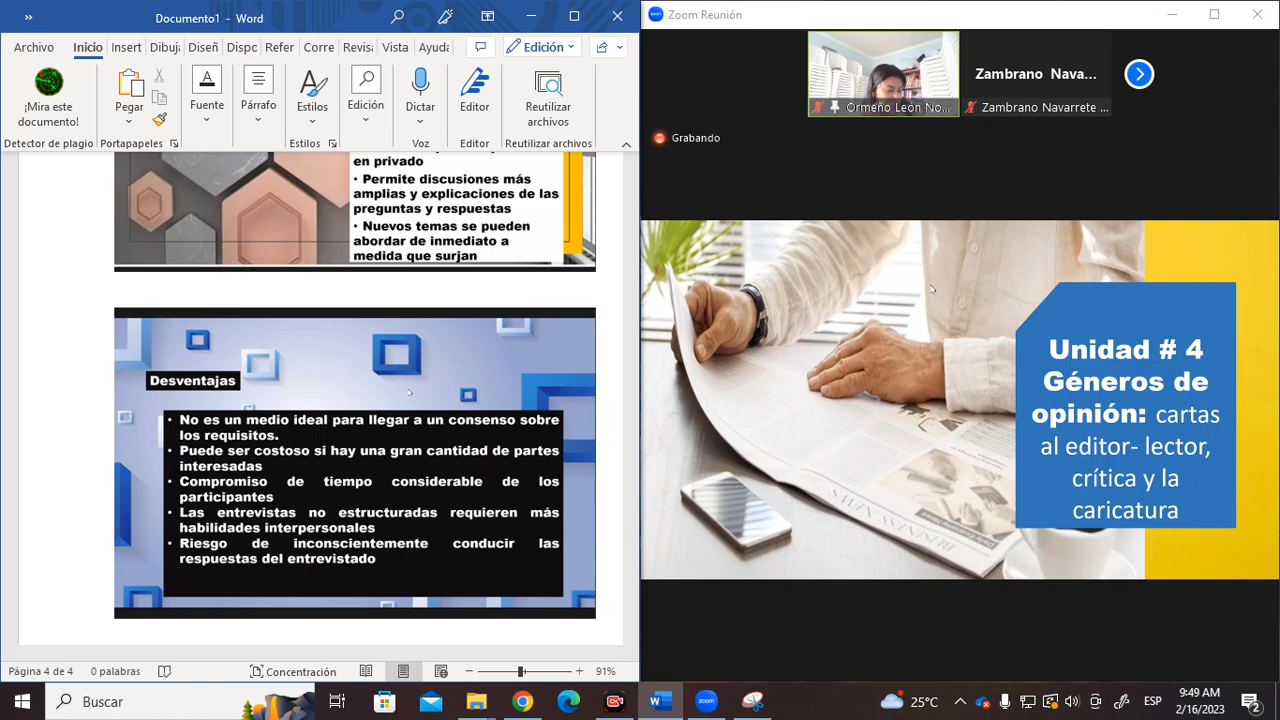 Documento1 - Word
Archivo Inicio Insert Dibuj Diseñ Dispc Refer Corre Revisa Vista Ayuda Edición
¡Mira este documento!
Pegar
Fuente
Párrafo
Estilos
Edición
Dictar
Editor
Reutilizar archivos
Detector de plagio Portapapeles Estilos Voz Editor Reutilizar archivos
en privado
• Permite discusiones más
amplias y explicaciones de las
preguntas y respuestas
• Nuevos temas se pueden
abordar de inmediato a
medida que surjan
Desventajas
• No es un medio ideal para llegar a un consenso sobre
los requisitos.
• Puede ser costoso si hay una gran cantidad de partes
interesadas
• Compromiso de tiempo considerable de los
participantes
• Las entrevistas no estructuradas requieren más
habilidades interpersonales
• Riesgo de inconscientemente conducir las
respuestas del entrevistado
Página 4 de 4 0 palabras Concentración 91%
zoom Zoom Reunión
Ormeño León No...
Zambrano Nava...
Zambrano Navarrete ...
Grabando
BUSINESS NEWS
Unidad # 4
Géneros de
opinión: cartas
al editor- lector,
crítica y la
caricatura
Buscar
25°C
ESP
9:49 AM
2/16/2023
2